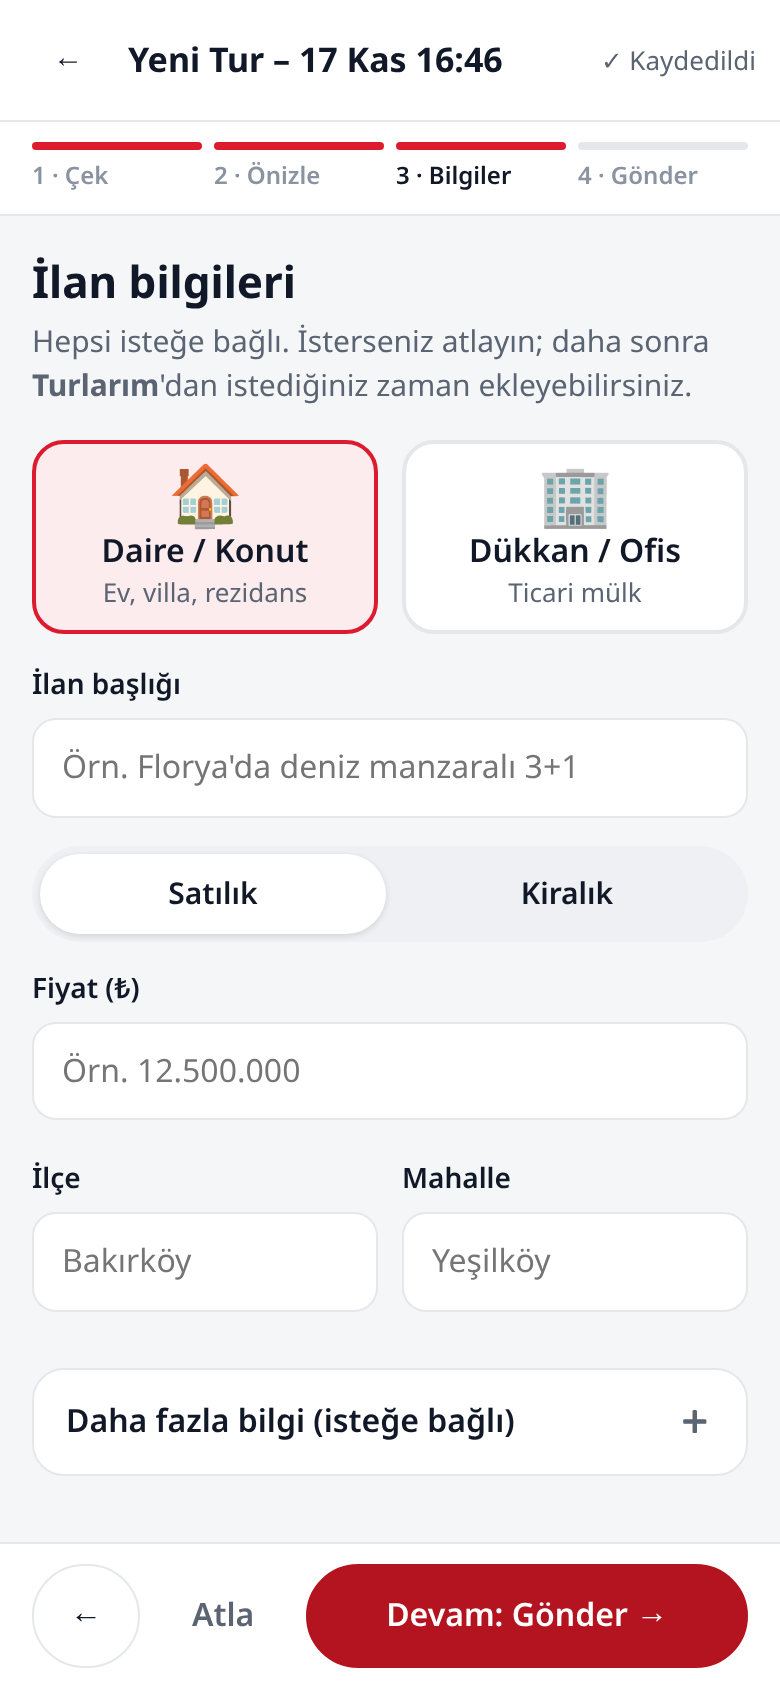 ← Yeni Tur – 17 Kas 16:46 ✓ Kaydedildi
1 · Çek 2 · Önizle 3 · Bilgiler 4 · Gönder
İlan bilgileri
Hepsi isteğe bağlı. İsterseniz atlayın; daha sonra
Turlarım'dan istediğiniz zaman ekleyebilirsiniz.
Daire / Konut
Ev, villa, rezidans
Dükkan / Ofis
Ticari mülk
İlan başlığı
Örn. Florya'da deniz manzaralı 3+1
Satılık Kiralık
Fiyat (₺)
Örn. 12.500.000
İlçe Mahalle
Bakırköy Yeşilköy
Daha fazla bilgi (isteğe bağlı) +
← Atla Devam: Gönder →